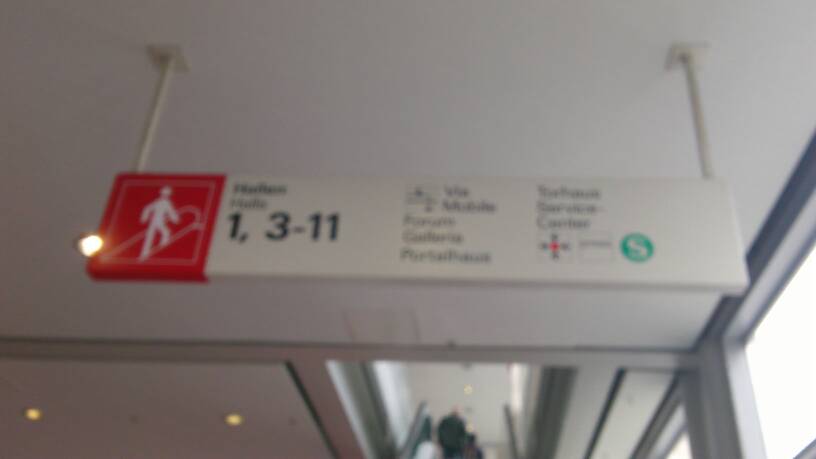 Hallen
Halls
1, 3-11
Via
Mobile
Forum
Galleria
Portalhaus
Torhaus
Service-
Center
S